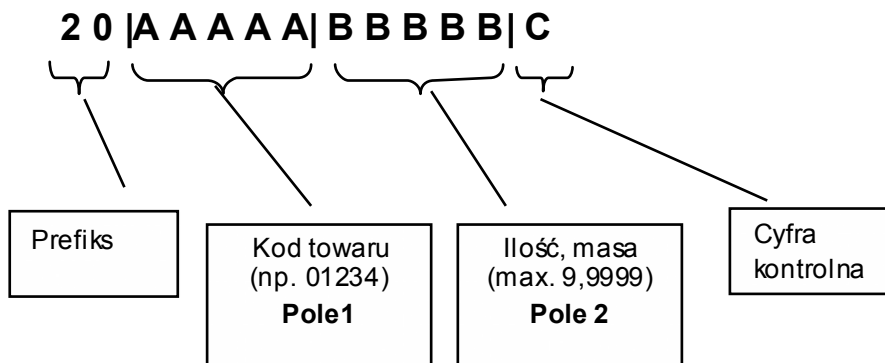 2 0 |A A A A A| B B B B B| C
Prefiks
Kod towaru
(np. 01234)
Pole1
Ilość, masa
(max. 9,9999)
Pole 2
Cyfra
kontrolna